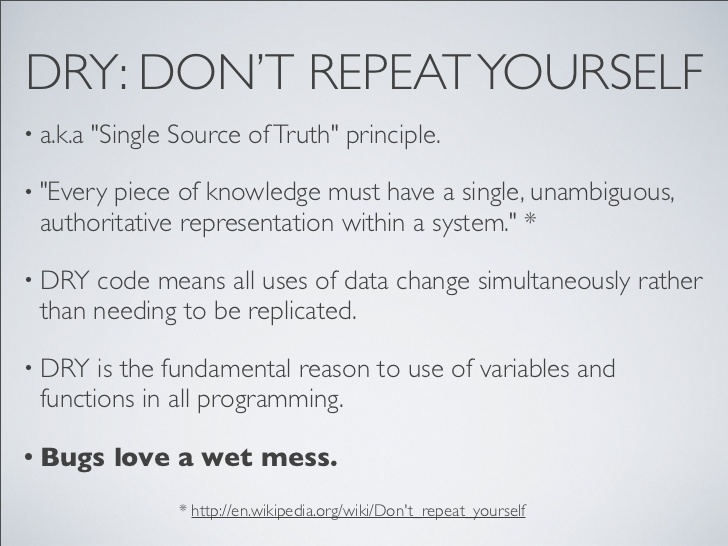 DRY: DON'T REPEAT YOURSELF
• a.k.a "Single Source of Truth" principle.
• "Every piece of knowledge must have a single, unambiguous,
authoritative representation within a system." *
• DRY code means all uses of data change simultaneously rather
than needing to be replicated.
• DRY is the fundamental reason to use of variables and
functions in all programming.
• Bugs love a wet mess.
* http://en.wikipedia.org/wiki/Don't_repeat_yourself